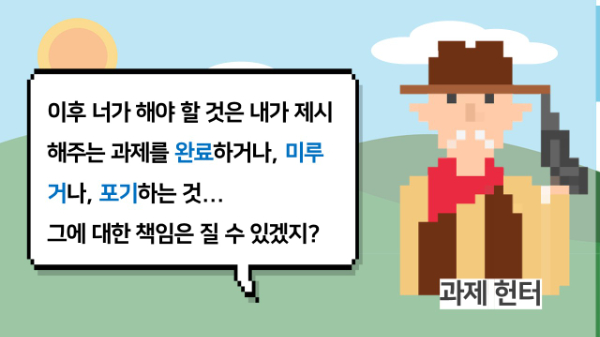 이후 너가 해야 할 것은 내가 제시
해주는 과제를 완료하거나, 미루
거나, 포기하는 것...
그에 대한 책임은 질 수 있겠지?
과제 헌터